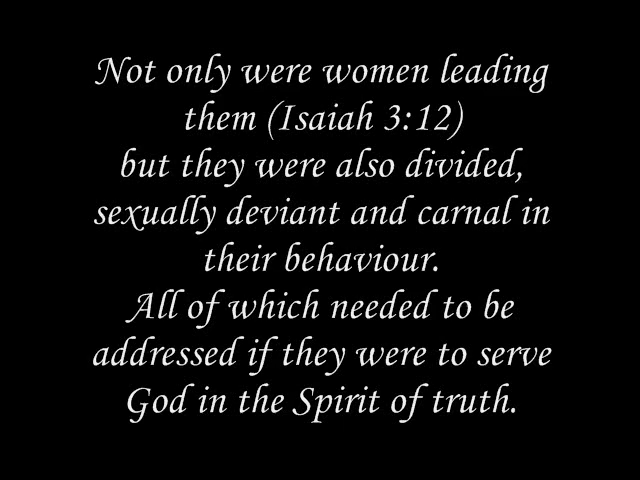 Not only were women leading
them (Isaiah 3:12)
but they were also divided,
sexually deviant and carnal in
their behaviour.
All of which needed to be
addressed if they were to serve
God in the Spirit of truth.